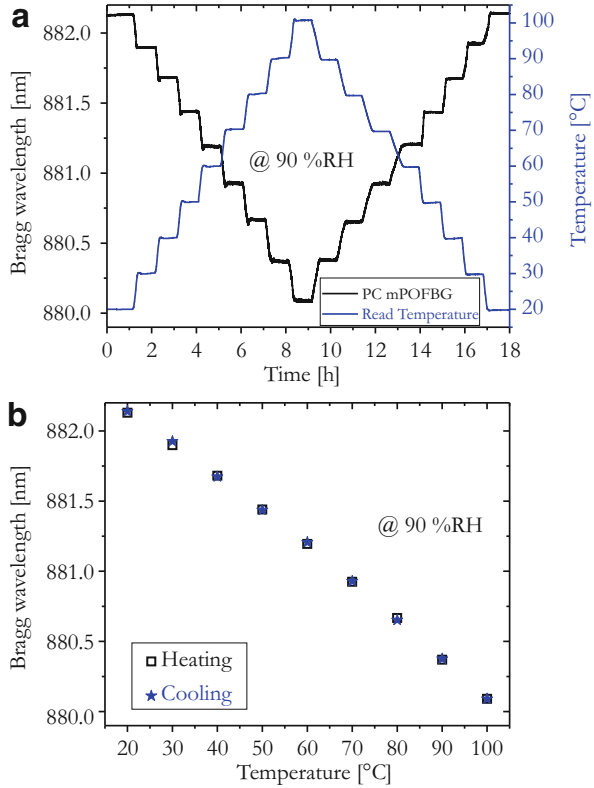 a
882.0
881.5
881.0
880.5
880.0
Bragg wavelength [nm]
100
90
80
70
60
50
40
30
20
Temperature [°C]
@ 90 %RH
PC mPOFBG
Read Temperature
0 2 4 6 8 10 12 14 16 18
Time [h]
b
882.0
881.5
881.0
880.5
880.0
Bragg wavelength [nm]
@ 90 %RH
Heating
Cooling
20 30 40 50 60 70 80 90 100
Temperature [°C]